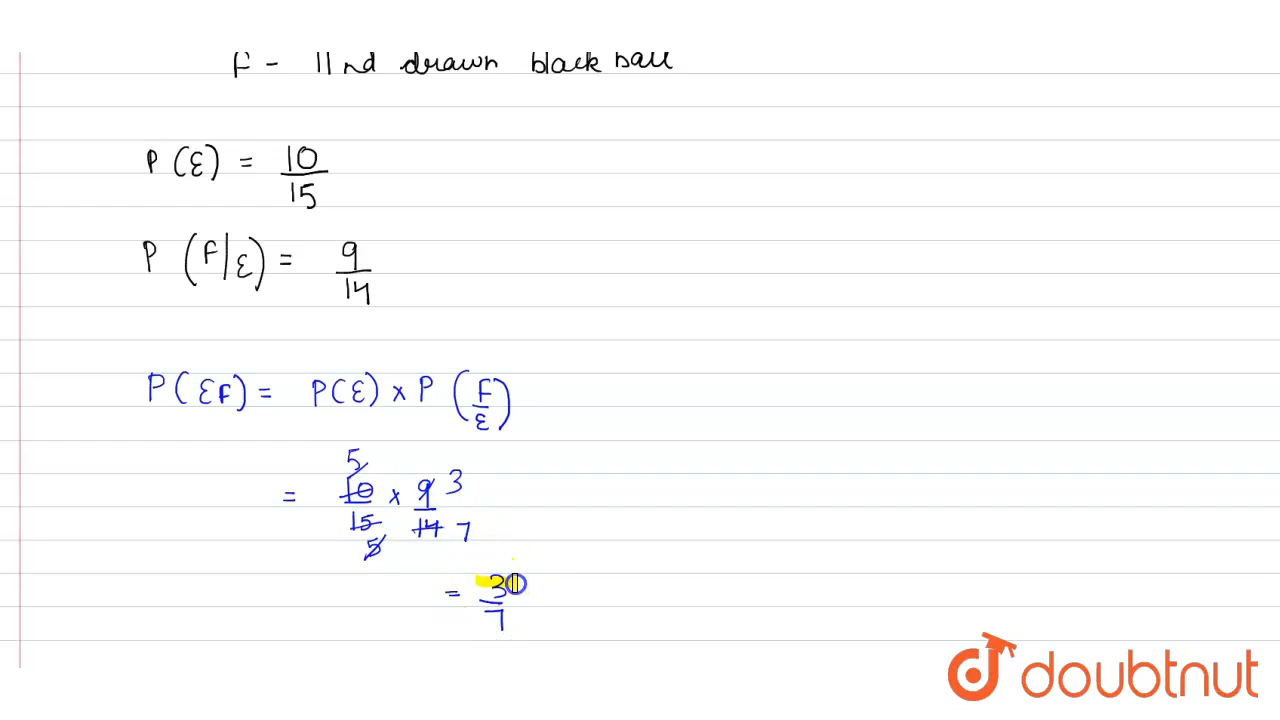 F - IInd drawn black ball
P (ε) = 10/15
P (F|ε) = 9/14
P(εF) = P(ε) x P (F/ε)
= 10/15 x 9/14 5 5 3 7
= 3/7
doubtnut